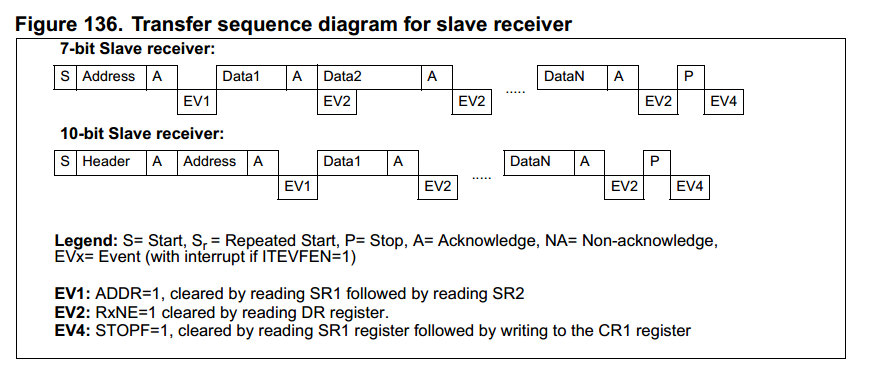 Figure 136. Transfer sequence diagram for slave receiver
7-bit Slave receiver:
S Address A Data1 A Data2 A ..... DataN A P
EV1 EV2 EV2 EV2 EV4
10-bit Slave receiver:
S Header A Address A Data1 A ..... DataN A P
EV1 EV2 EV2 EV4
Legend: S= Start, Sr = Repeated Start, P= Stop, A= Acknowledge, NA= Non-acknowledge,
EVx= Event (with interrupt if ITEVFEN=1)
EV1: ADDR=1, cleared by reading SR1 followed by reading SR2
EV2: RxNE=1 cleared by reading DR register.
EV4: STOPF=1, cleared by reading SR1 register followed by writing to the CR1 register